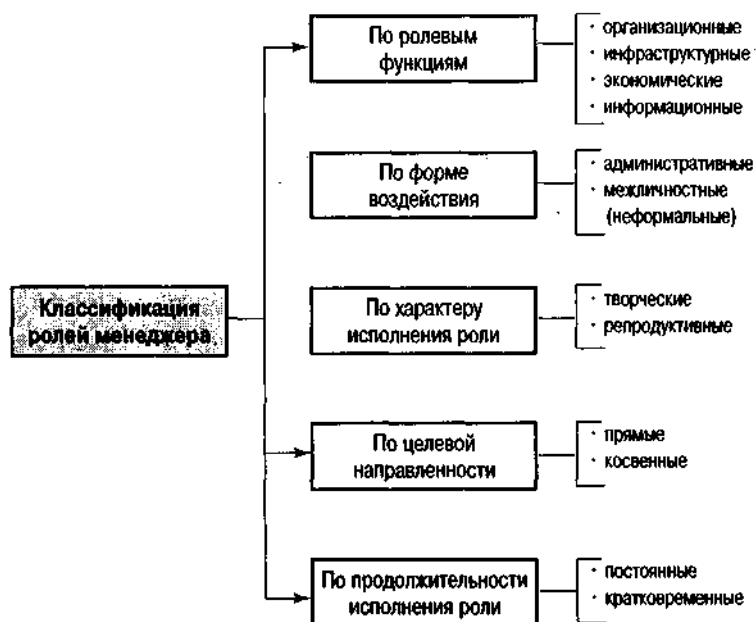 По ролевым
функциям
· организационные
· инфраструктурные
· экономические
· информационные
По форме
воздействия
· административные
· межличностные
(неформальные)
Классификация
ролей менеджера
По характеру
исполнения роли
· творческие
· репродуктивные
По целевой
направленности
· прямые
· косвенные
По продолжительности
исполнения роли
· постоянные
· кратковременные